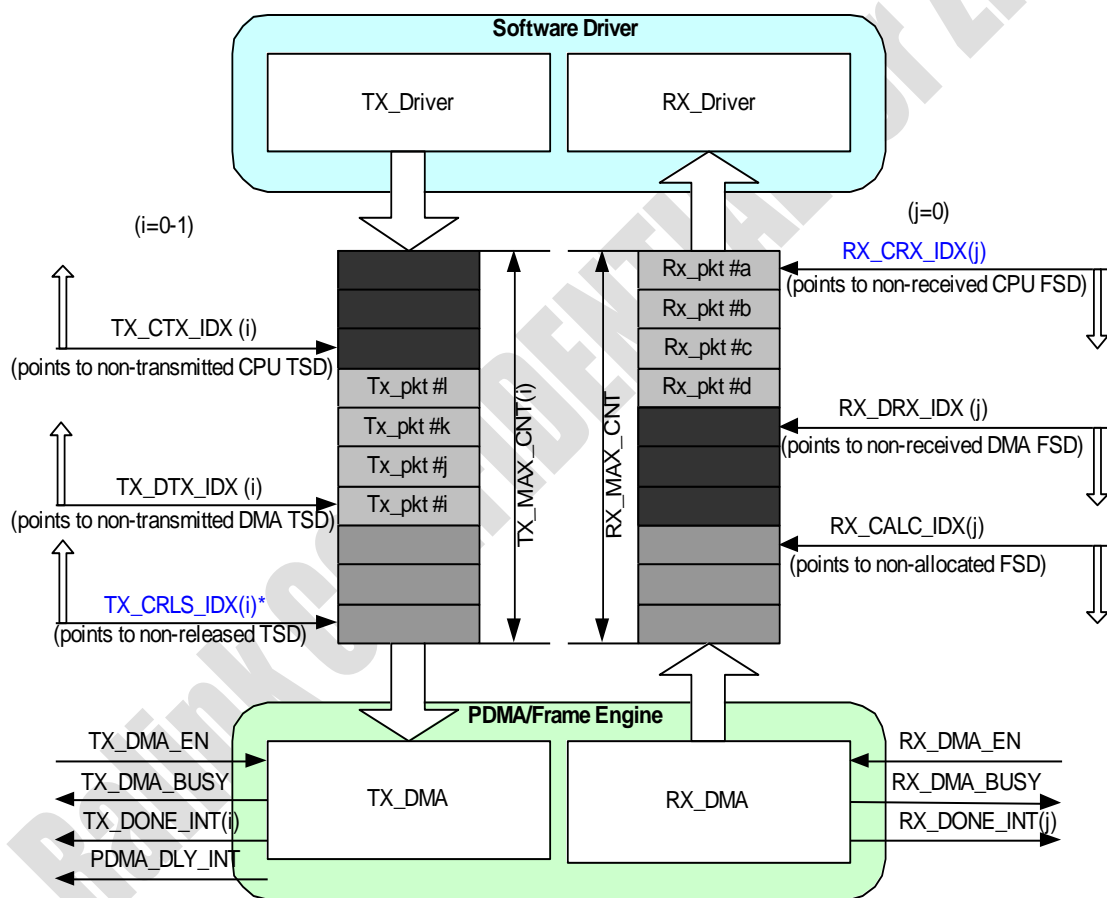 Software Driver
TX_Driver
RX_Driver
(i=0-1)
(j=0)
TX_CTX_IDX (i)
(points to non-transmitted CPU TSD)
TX_DTX_IDX (i)
(points to non-transmitted DMA TSD)
TX_CRLS_IDX(i)*
(points to non-released TSD)
Tx_pkt #l
Tx_pkt #k
Tx_pkt #j
Tx_pkt #i
TX_MAX_CNT(i)
RX_MAX_CNT
Rx_pkt #a
Rx_pkt #b
Rx_pkt #c
Rx_pkt #d
RX_CRX_IDX(j)
(points to non-received CPU FSD)
RX_DRX_IDX (j)
(points to non-received DMA FSD)
RX_CALC_IDX(j)
(points to non-allocated FSD)
PDMA/Frame Engine
TX_DMA_EN
TX_DMA_BUSY
TX_DONE_INT(i)
PDMA_DLY_INT
TX_DMA
RX_DMA
RX_DMA_EN
RX_DMA_BUSY
RX_DONE_INT(j)
Ralink CONFIDENTIAL